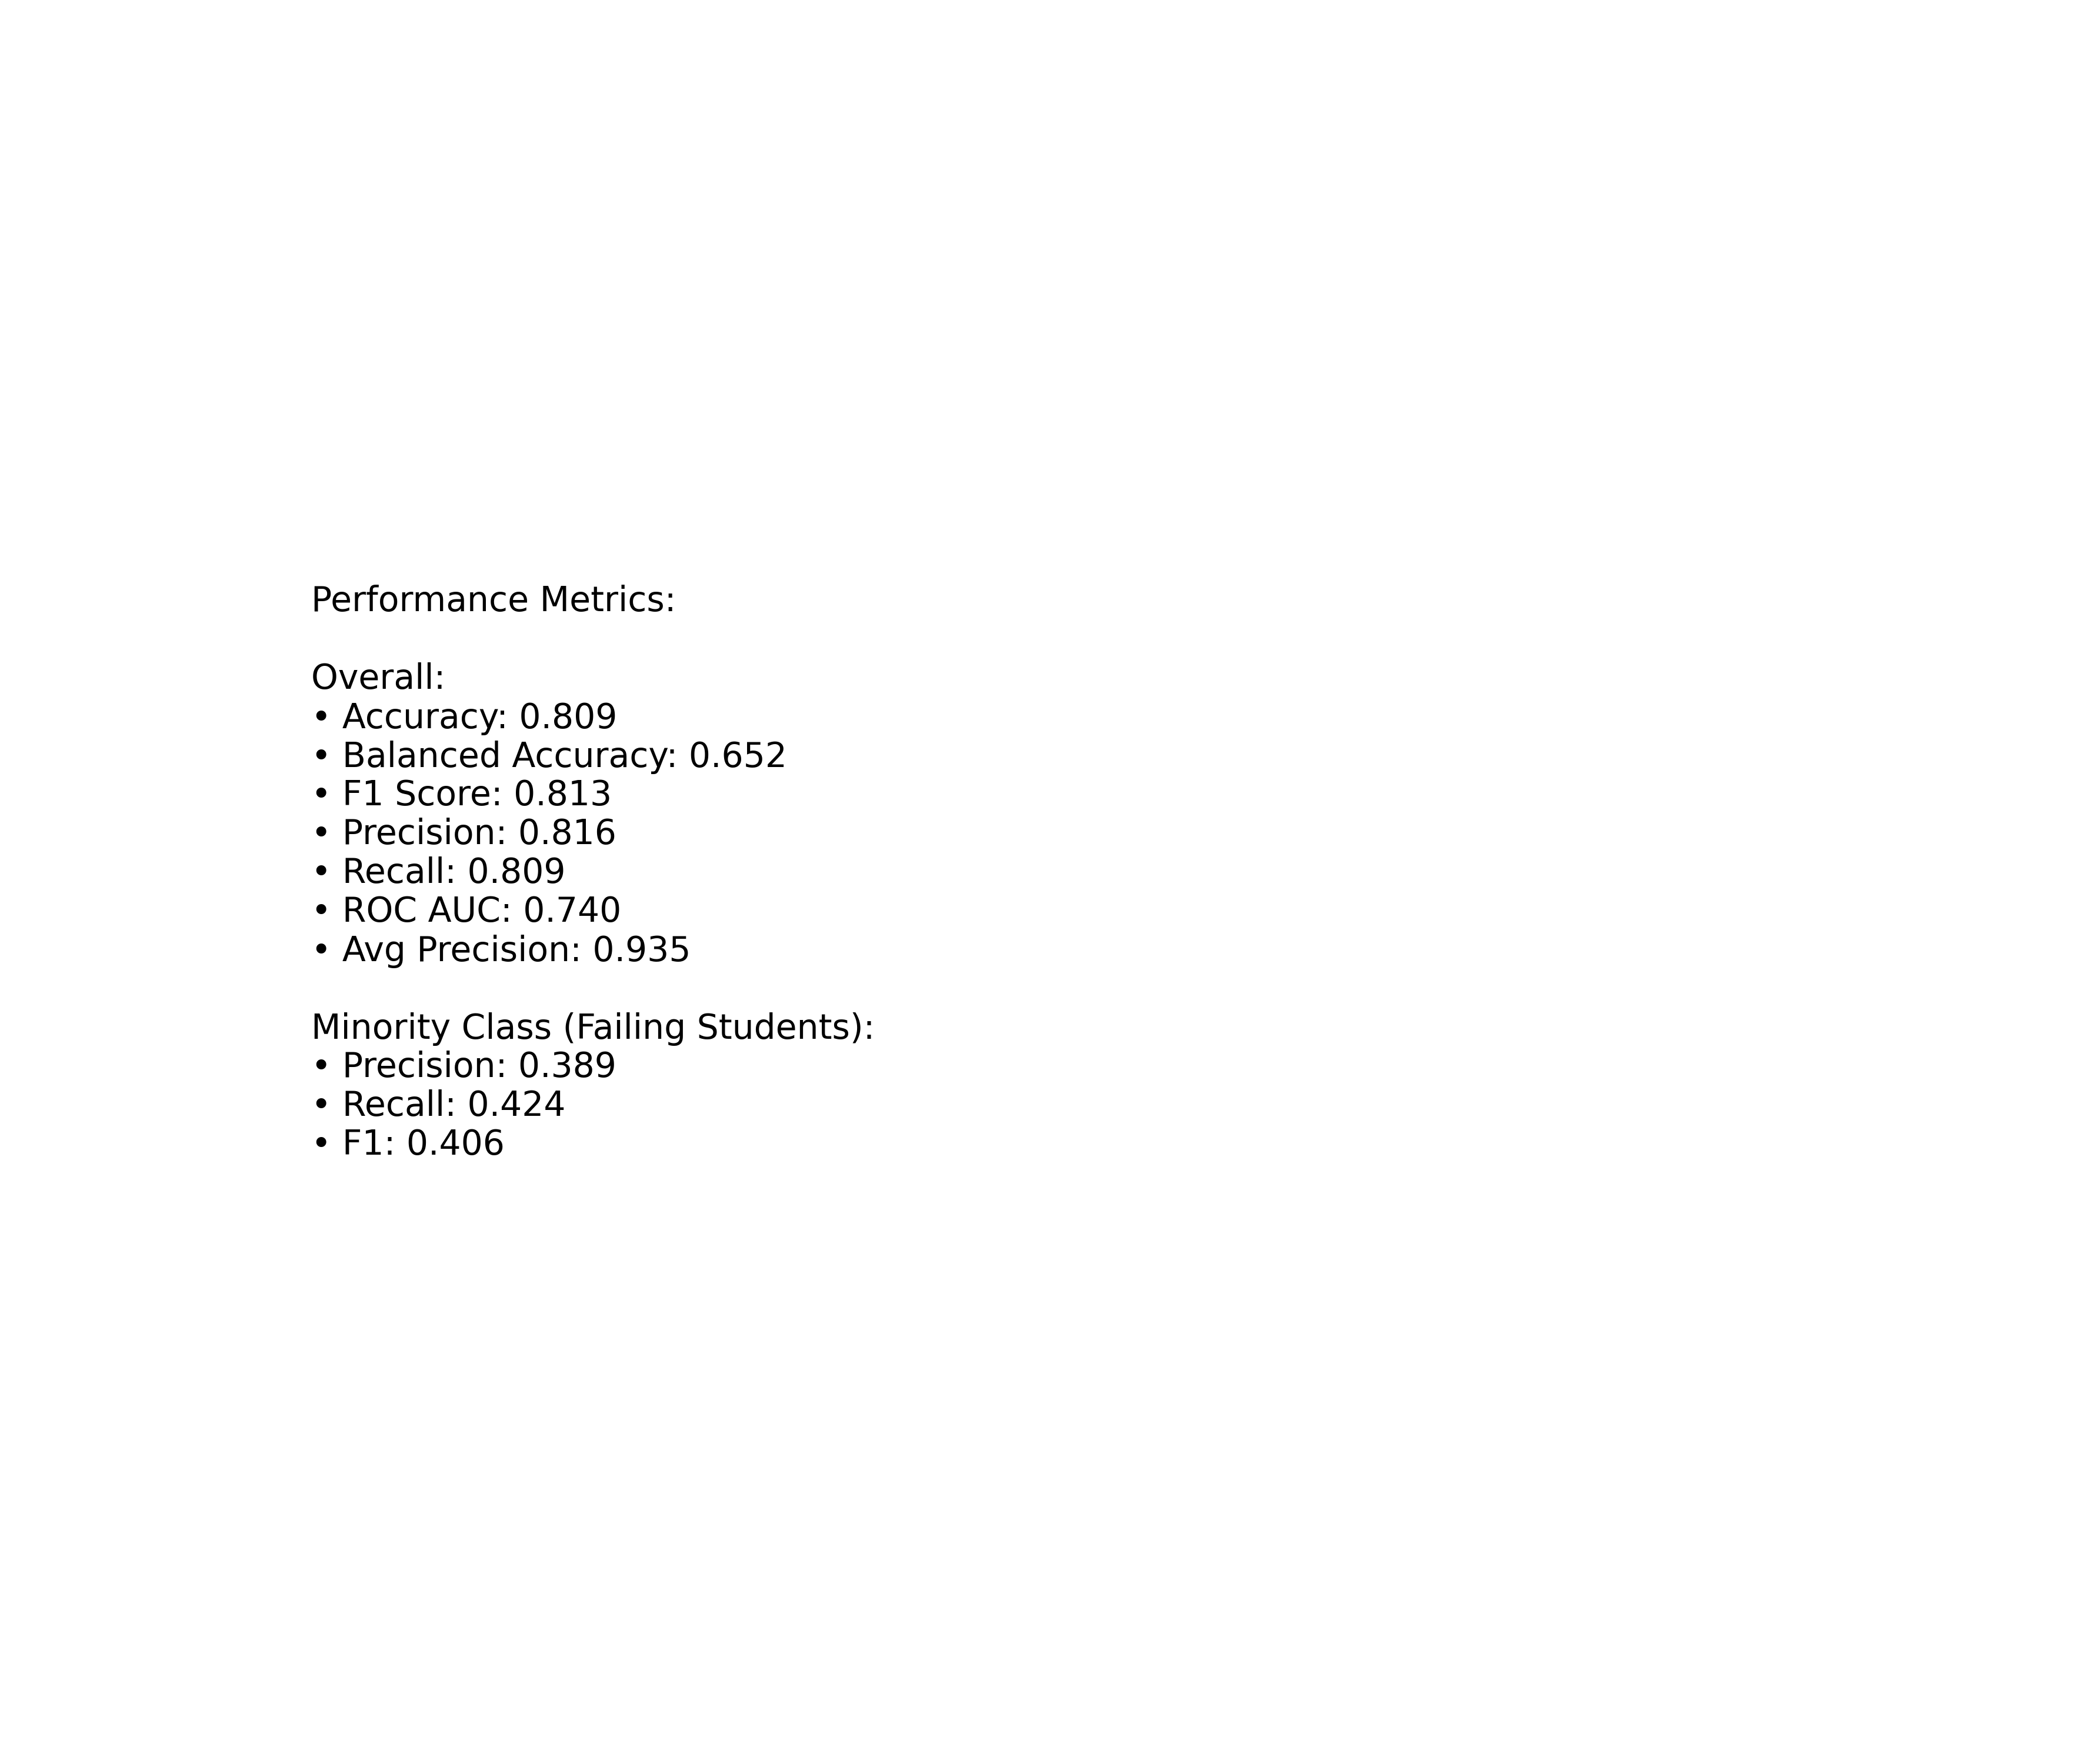 Performance Metrics:
Overall:
• Accuracy: 0.809
• Balanced Accuracy: 0.652
• F1 Score: 0.813
• Precision: 0.816
• Recall: 0.809
• ROC AUC: 0.740
• Avg Precision: 0.935
Minority Class (Failing Students):
• Precision: 0.389
• Recall: 0.424
• F1: 0.406